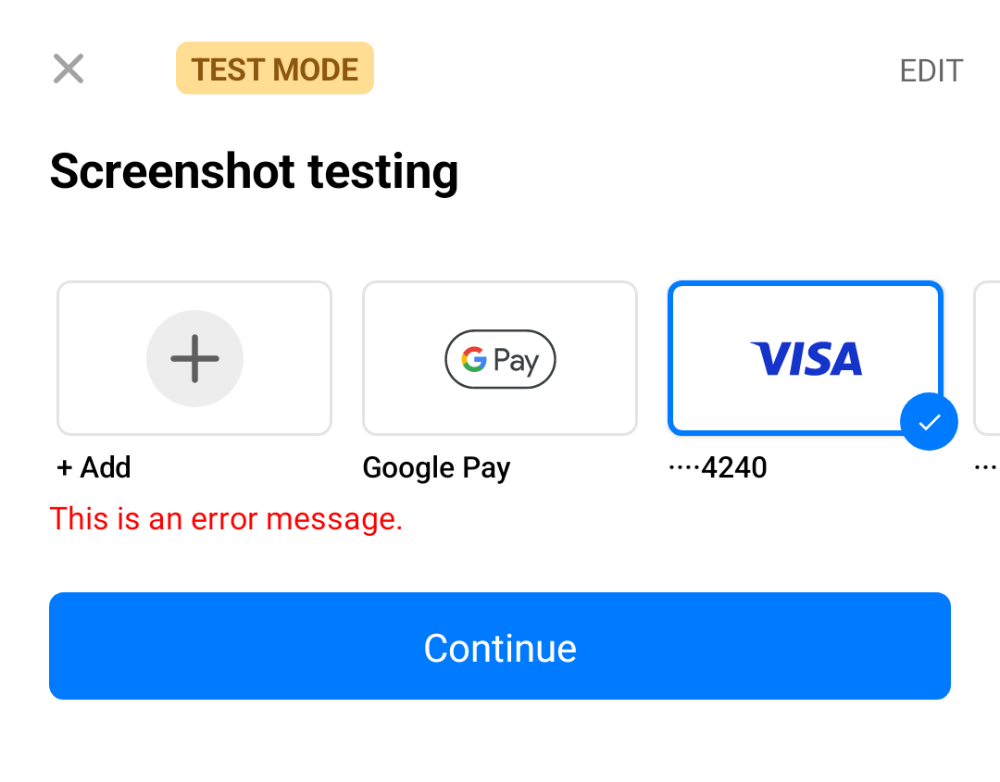 TEST MODE
EDIT
Screenshot testing
G Pay
VISA
+ Add
Google Pay
····4240
···
This is an error message.
Continue